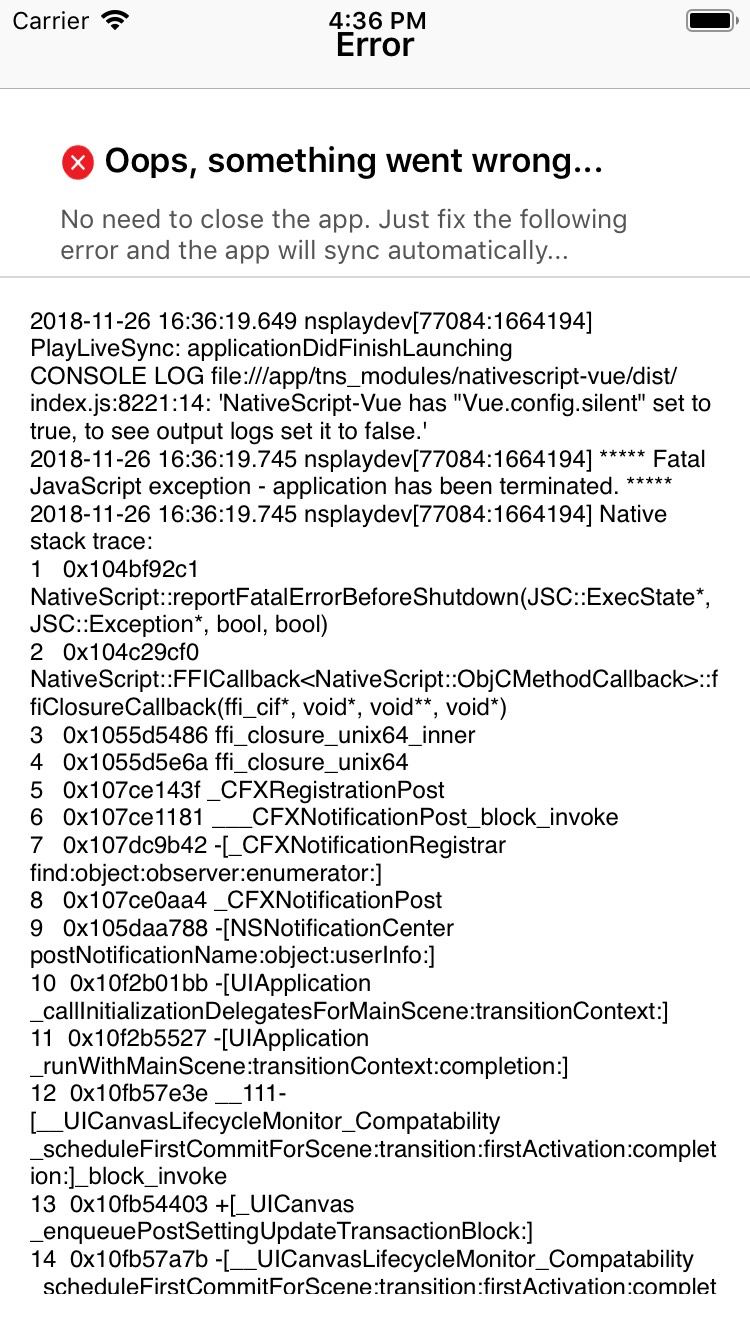 Carrier 4:36 PM
Error
Oops, something went wrong...
No need to close the app. Just fix the following
error and the app will sync automatically...
2018-11-26 16:36:19.649 nsplaydev[77084:1664194]
PlayLiveSync: applicationDidFinishLaunching
CONSOLE LOG file:///app/tns_modules/nativescript-vue/dist/
index.js:8221:14: 'NativeScript-Vue has "Vue.config.silent" set to
true, to see output logs set it to false.'
2018-11-26 16:36:19.745 nsplaydev[77084:1664194] ***** Fatal
JavaScript exception - application has been terminated. *****
2018-11-26 16:36:19.745 nsplaydev[77084:1664194] Native
stack trace:
1 0x104bf92c1
NativeScript::reportFatalErrorBeforeShutdown(JSC::ExecState*,
JSC::Exception*, bool, bool)
2 0x104c29cf0
NativeScript::FFICallback<NativeScript::ObjCMethodCallback>::f
fiClosureCallback(ffi_cif*, void*, void**, void*)
3 0x1055d5486 ffi_closure_unix64_inner
4 0x1055d5e6a ffi_closure_unix64
5 0x107ce143f _CFXRegistrationPost
6 0x107ce1181 ___CFXNotificationPost_block_invoke
7 0x107dc9b42 -[_CFXNotificationRegistrar
find:object:observer:enumerator:]
8 0x107ce0aa4 _CFXNotificationPost
9 0x105daa788 -[NSNotificationCenter
postNotificationName:object:userInfo:]
10 0x10f2b01bb -[UIApplication
_callInitializationDelegatesForMainScene:transitionContext:]
11 0x10f2b5527 -[UIApplication
_runWithMainScene:transitionContext:completion:]
12 0x10fb57e3e __111-
[__UICanvasLifecycleMonitor_Compatability
_scheduleFirstCommitForScene:transition:firstActivation:complet
ion:]_block_invoke
13 0x10fb54403 +[_UICanvas
_enqueuePostSettingUpdateTransactionBlock:]
14 0x10fb57a7b -[__UICanvasLifecycleMonitor_Compatability
_scheduleFirstCommitForScene:transition:firstActivation:complet